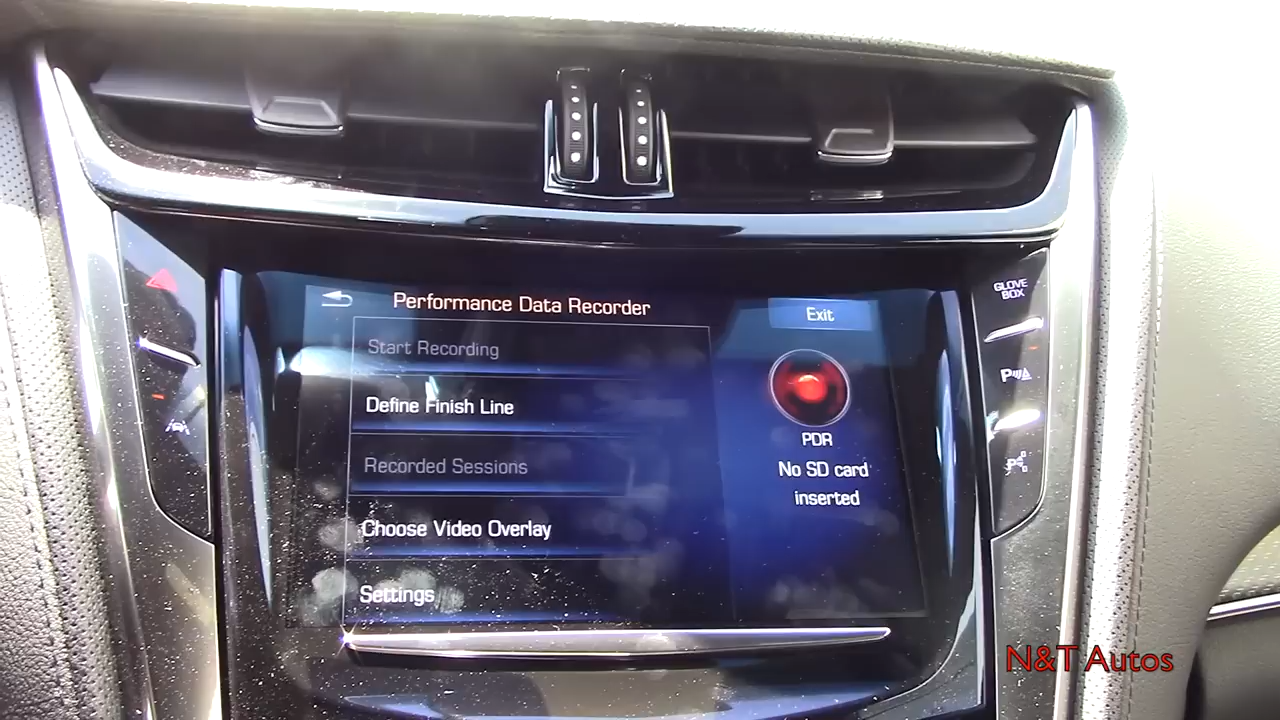 GLOVE
BOX
Performance Data Recorder
Exit
Start Recording
Define Finish Line
PDR
Recorded Sessions
No SD card
inserted
Choose Video Overlay
Settings
N&T Autos